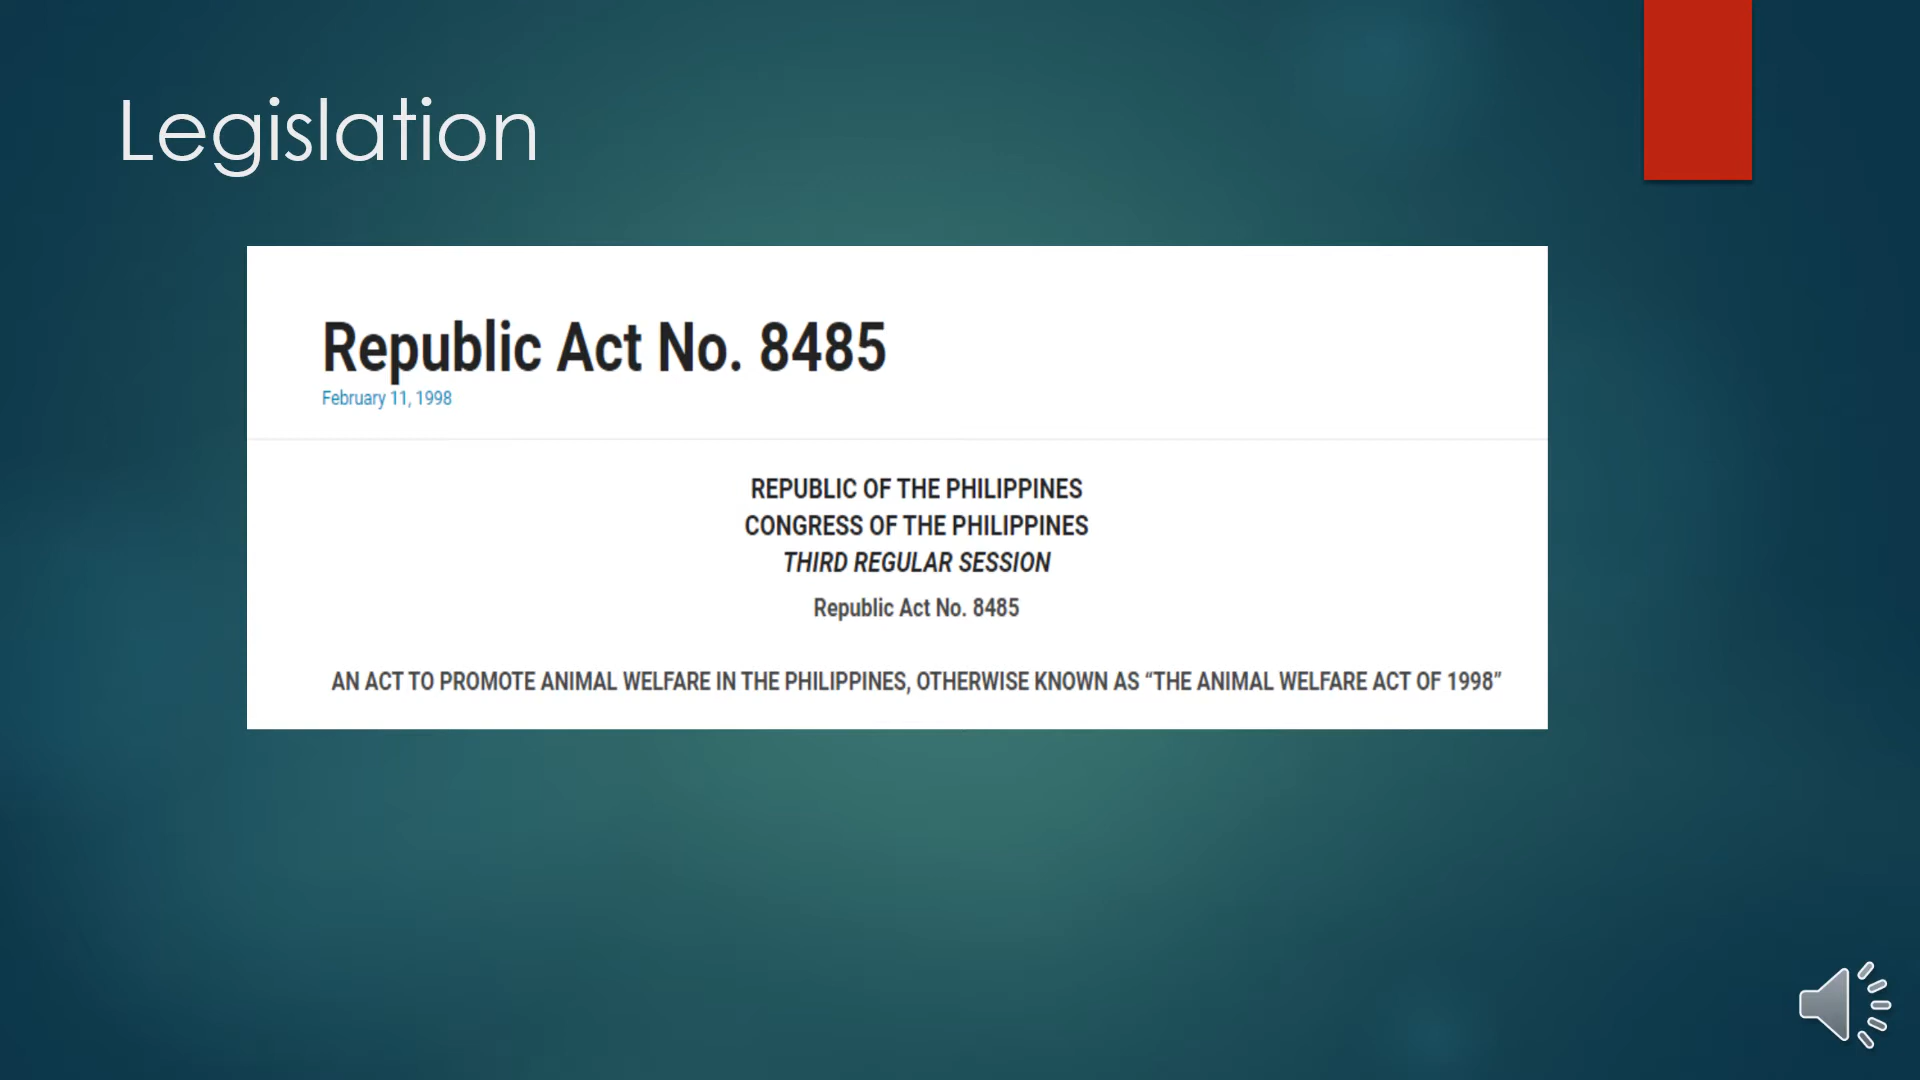 Legislation
Republic Act No. 8485
February 11, 1998
REPUBLIC OF THE PHILIPPINES
CONGRESS OF THE PHILIPPINES
THIRD REGULAR SESSION
Republic Act No. 8485
AN ACT TO PROMOTE ANIMAL WELFARE IN THE PHILIPPINES, OTHERWISE KNOWN AS “THE ANIMAL WELFARE ACT OF 1998”